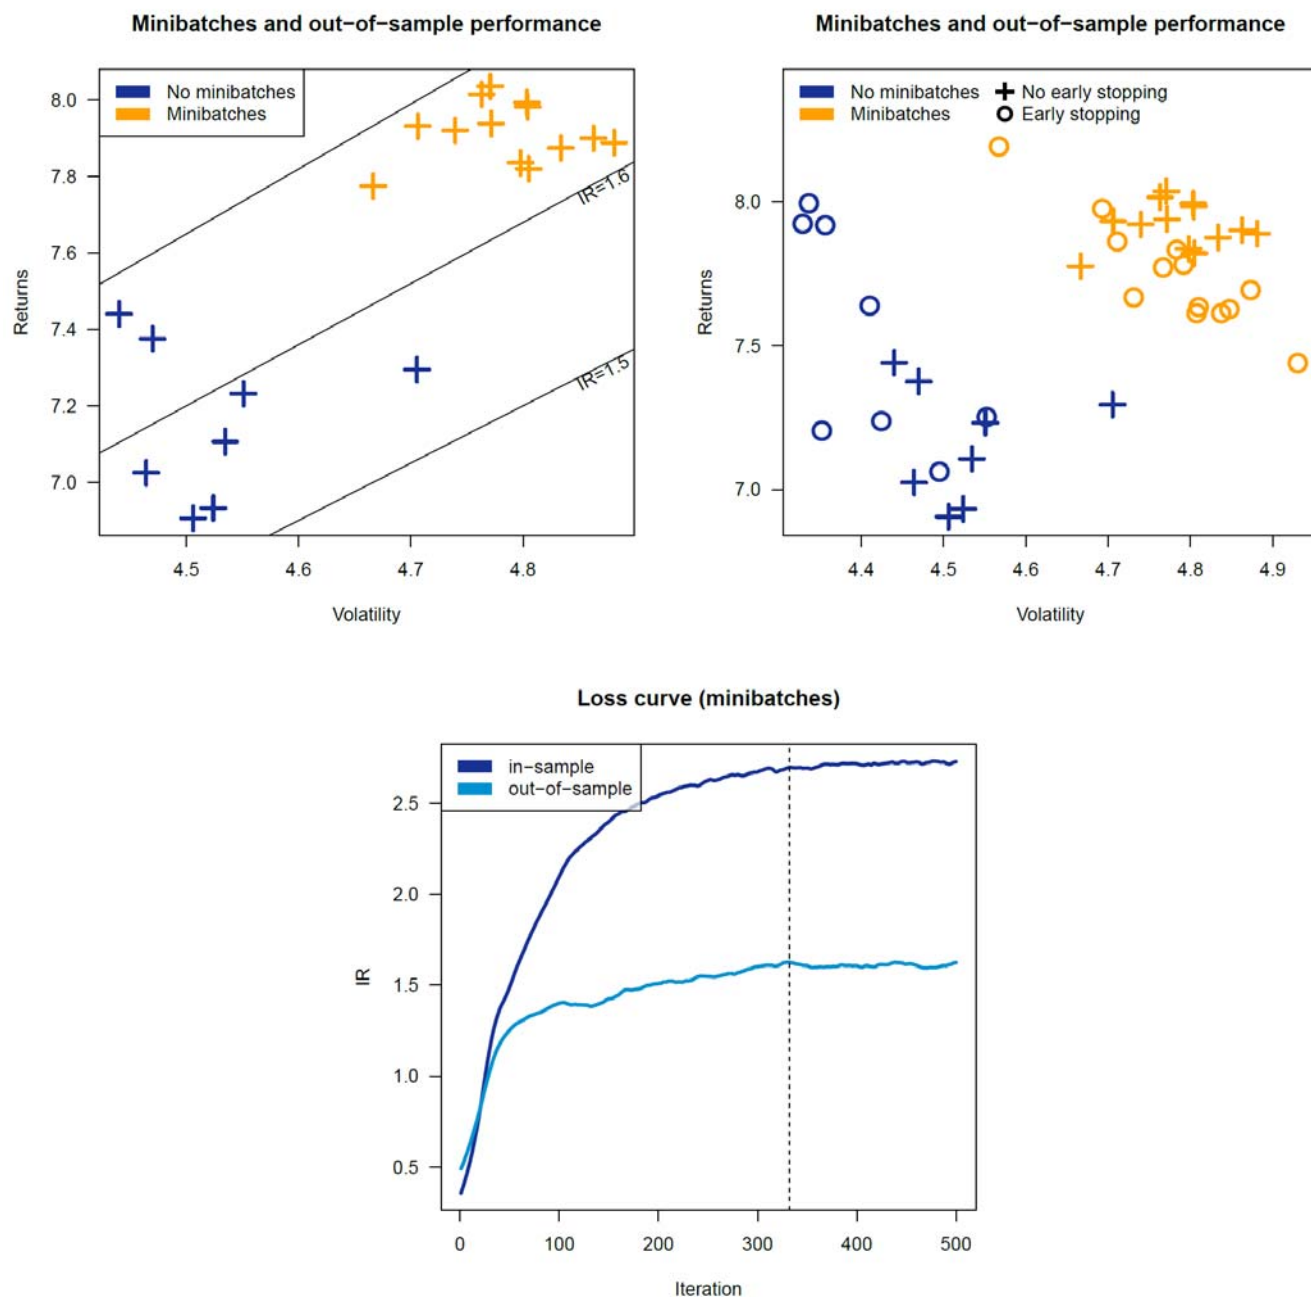 Minibatches and out−of−sample performance
No minibatches
Minibatches
8.0
7.8
7.6
7.4
7.2
7.0
Returns
IR=1.6
IR=1.5
4.5 4.6 4.7 4.8
Volatility
Minibatches and out−of−sample performance
No minibatches No early stopping
Minibatches Early stopping
8.0
7.5
7.0
Returns
4.4 4.5 4.6 4.7 4.8 4.9
Volatility
Loss curve (minibatches)
in−sample
out−of−sample
2.5
2.0
1.5
1.0
0.5
IR
0 100 200 300 400 500
Iteration